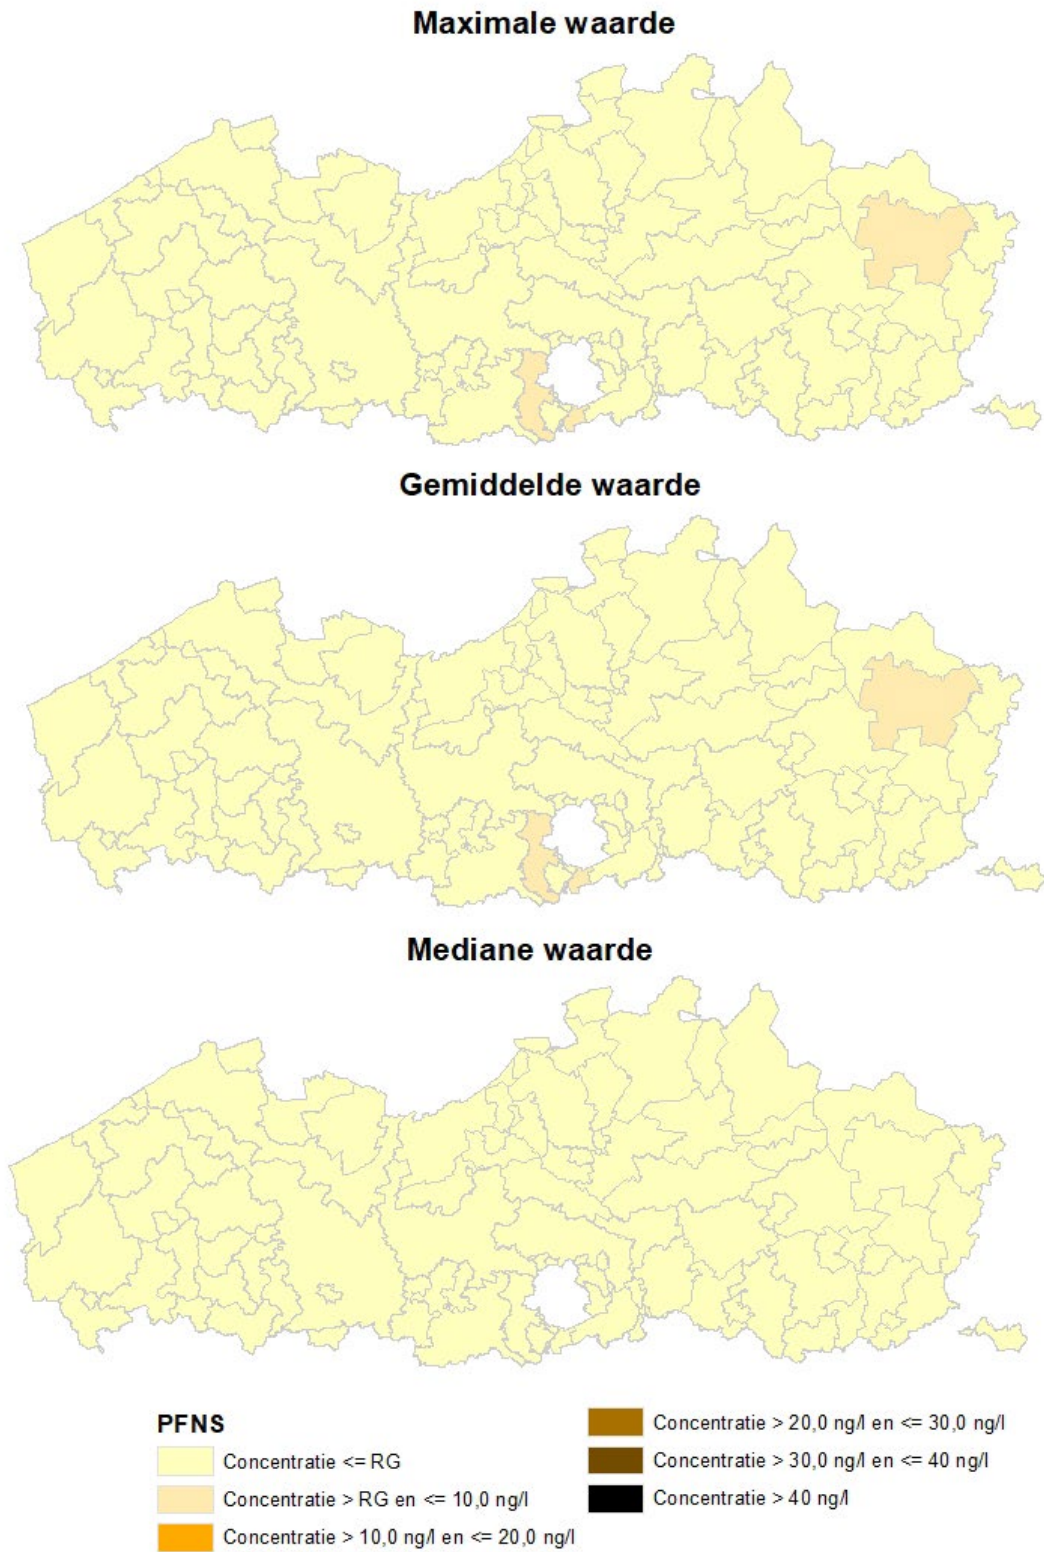 Maximale waarde
Gemiddelde waarde
Mediane waarde
PFNS
Concentratie <= RG
Concentratie > RG en <= 10,0 ng/l
Concentratie > 10,0 ng/l en <= 20,0 ng/l
Concentratie > 20,0 ng/l en <= 30,0 ng/l
Concentratie > 30,0 ng/l en <= 40 ng/l
Concentratie > 40 ng/l